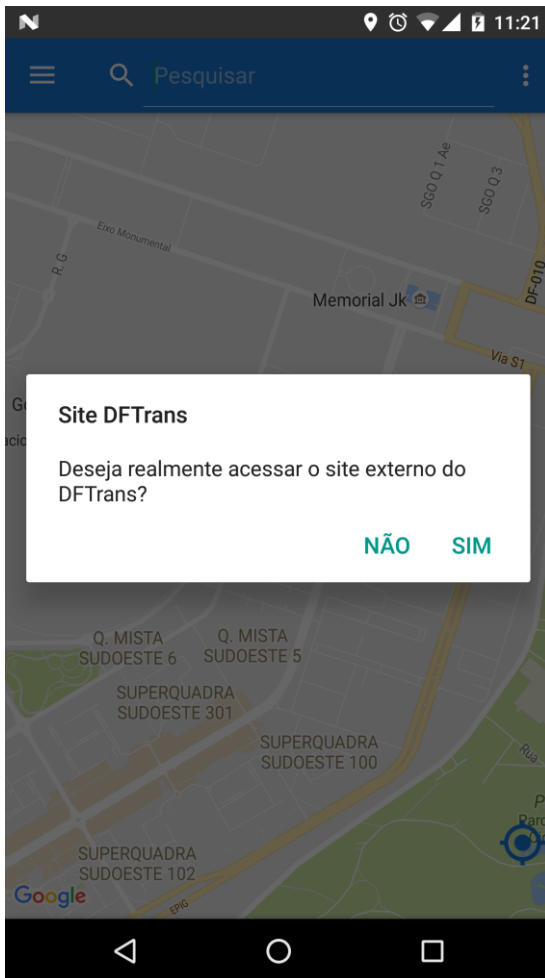 11:21
Pesquisar
SGO Q 1 Ae
SGO Q 3
Eixo Monumental
R. G
Memorial Jk
DF-010
Via S1
Site DFTrans
Deseja realmente acessar o site externo do
DFTrans?
NÃO SIM
Q. MISTA
SUDOESTE 6
Q. MISTA
SUDOESTE 5
SUPERQUADRA
SUDOESTE 301
SUPERQUADRA
SUDOESTE 100
Rua
SUPERQUADRA
SUDOESTE 102
EPIG
Google